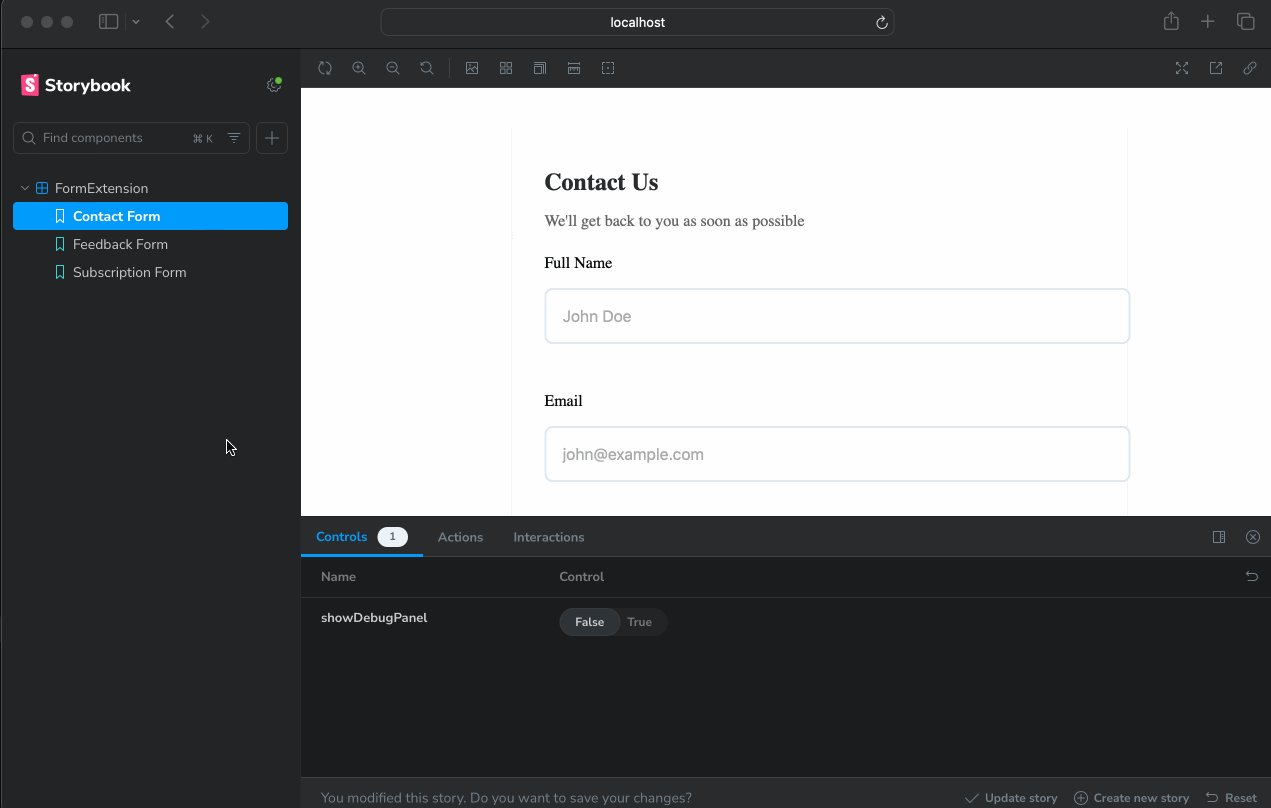 localhost
Storybook
Find components
⌘ K
FormExtension
Contact Form
Feedback Form
Subscription Form
Contact Us
We'll get back to you as soon as possible
Full Name
John Doe
Email
john@example.com
Controls 1 Actions Interactions
Name Control
showDebugPanel False True
You modified this story. Do you want to save your changes? Update story Create new story Reset